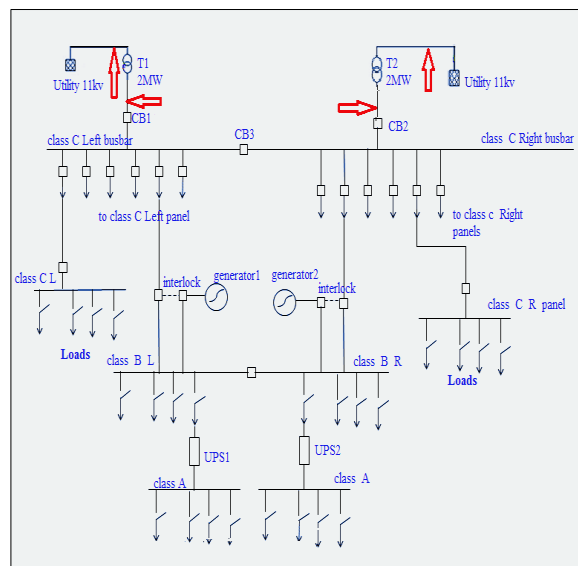 T1
2MW
Utility 11kv
CB1
T2
2MW
Utility 11kv
CB2
class C Left busbar
CB3
class C Right busbar
to class C Left panel
to class c Right
panels
class C L
interlock
generator1
generator2
interlock
class C R panel
Loads
Loads
class B L
class B R
UPS1
UPS2
class A
class A